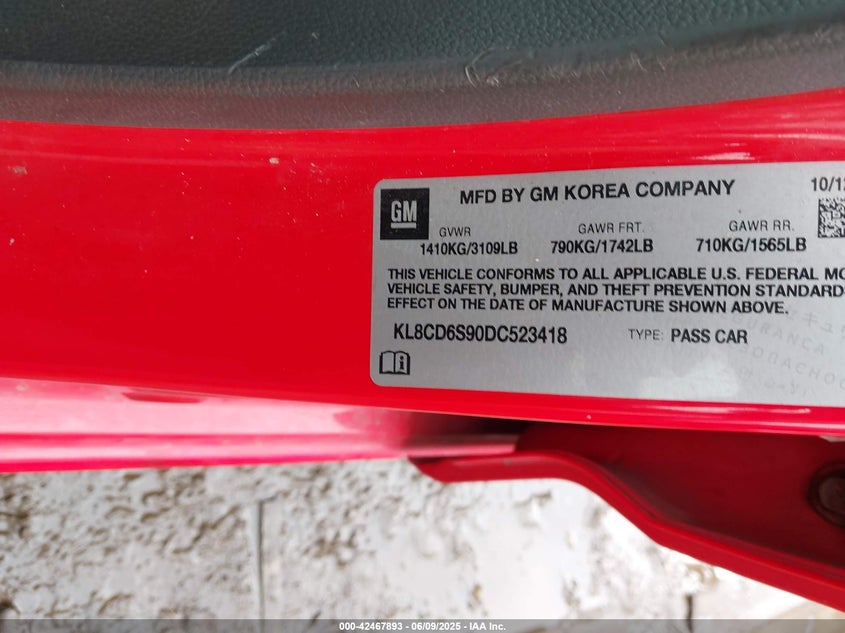 GM
MFD BY GM KOREA COMPANY
10/12
GVWR
GAWR FRT.
GAWR RR.
1410KG/3109LB
790KG/1742LB
710KG/1565LB
THIS VEHICLE CONFORMS TO ALL APPLICABLE U.S. FEDERAL MO
VEHICLE SAFETY, BUMPER, AND THEFT PREVENTION STANDARDS
EFFECT ON THE DATE OF MANUFACTURE SHOWN ABOVE.
KL8CD6S90DC523418
TYPE: PASS CAR
000-42467893 - 06/09/2025 - IAA Inc.